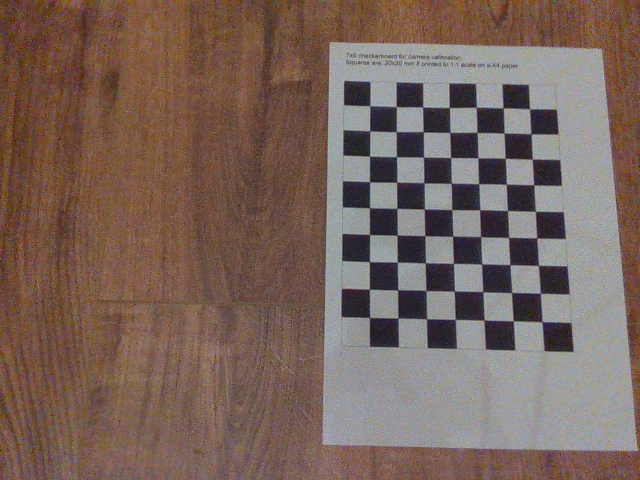 7x9 checkerboard for camera calibration.
Squares are: 20x20 mm if printed to 1:1 scale on a A4 paper.